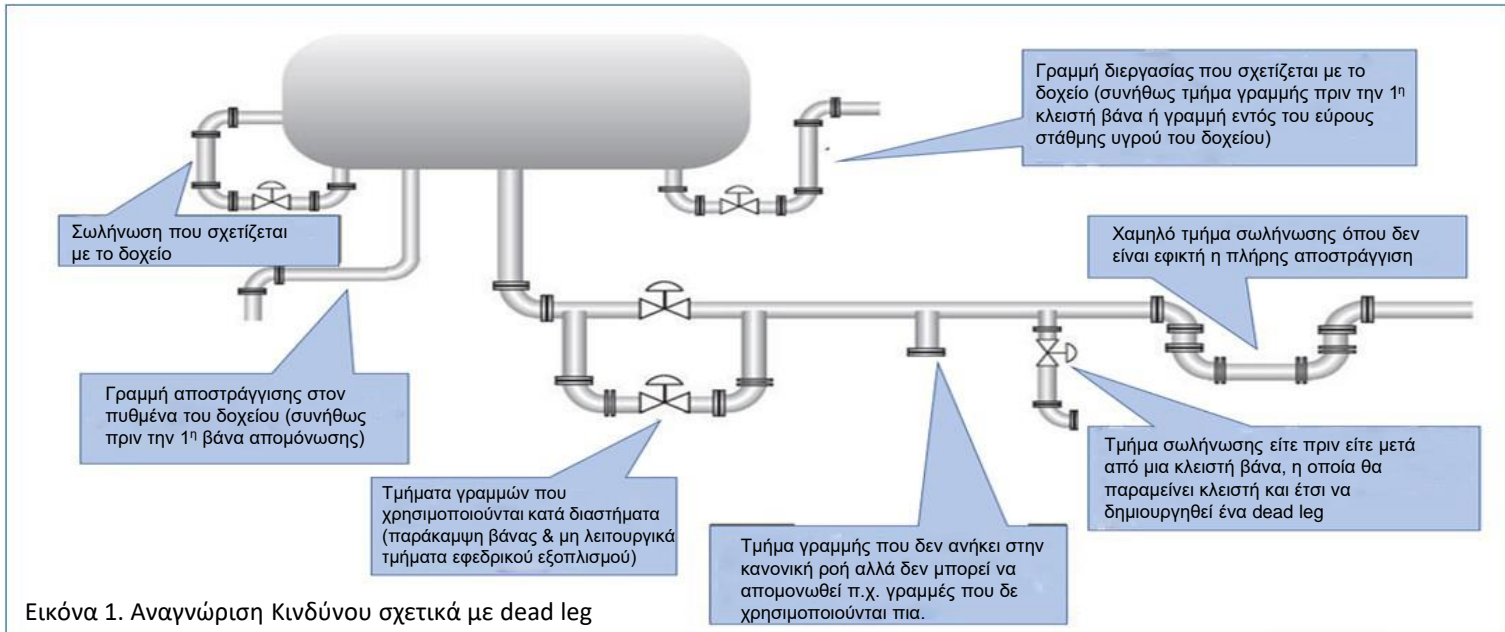 Γραμμή διεργασίας που σχετίζεται με το
δοχείο (συνήθως τμήμα γραμμής πριν την 1η
κλειστή βάνα ή γραμμή εντός του εύρους
στάθμης υγρού του δοχείου)
Σωλήνωση που σχετίζεται
με το δοχείο
Χαμηλό τμήμα σωλήνωσης όπου δεν
είναι εφικτή η πλήρης αποστράγγιση
Γραμμή αποστράγγισης στον
πυθμένα του δοχείου (συνήθως
πριν την 1η βάνα απομόνωσης)
Τμήματα γραμμών που
χρησιμοποιούνται κατά διαστήματα
(παράκαμψη βάνας & μη λειτουργικά
τμήματα εφεδρικού εξοπλισμού)
Τμήμα γραμμής που δεν ανήκει στην
κανονική ροή αλλά δεν μπορεί να
απομονωθεί π.χ. γραμμές που δε
χρησιμοποιούνται πια.
Τμήμα σωλήνωσης είτε πριν είτε μετά
από μια κλειστή βάνα, η οποία θα
παραμείνει κλειστή και έτσι να
δημιουργηθεί ένα dead leg
Εικόνα 1. Αναγνώριση Κινδύνου σχετικά με dead leg